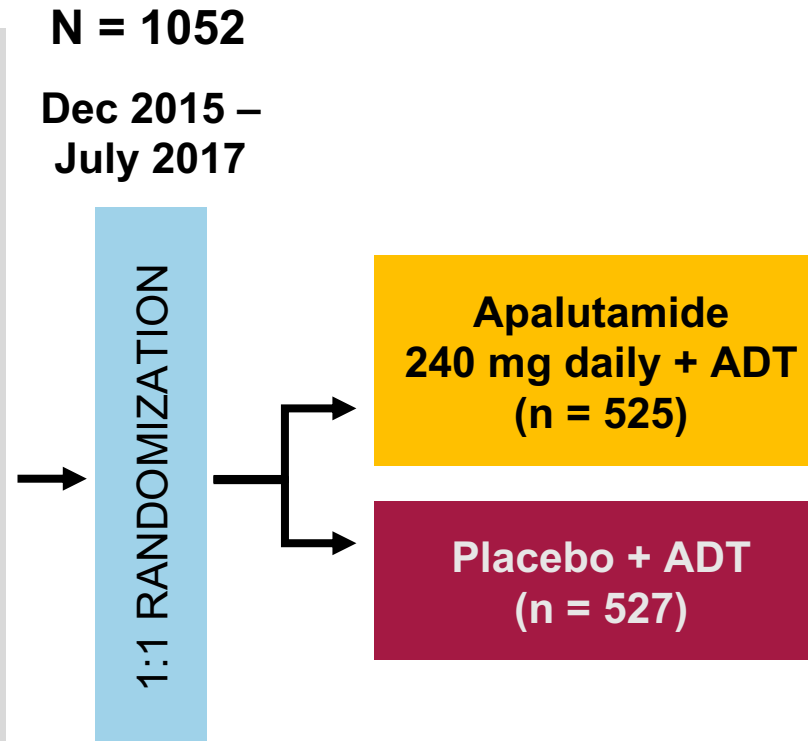 N = 1052
Dec 2015 –
July 2017
1:1 RANDOMIZATION
Apalutamide
240 mg daily + ADT
(n = 525)
Placebo + ADT
(n = 527)